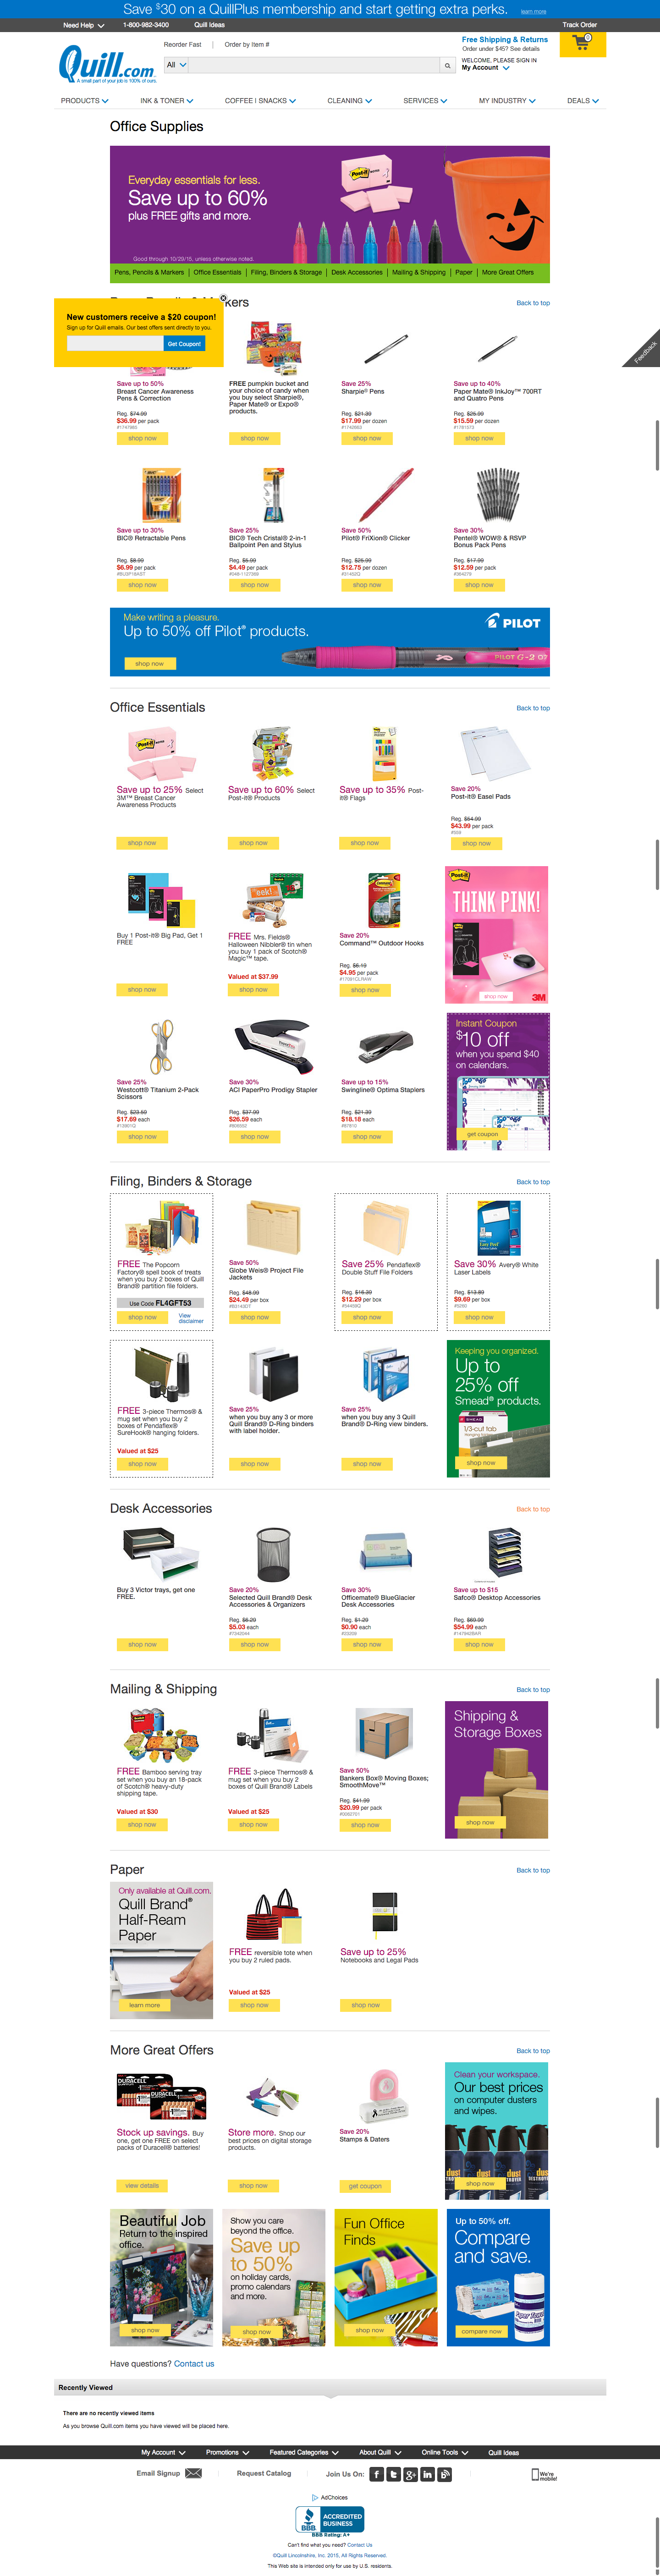 Save $30 on a QuillPlus membership and start getting extra perks. learn more
Need Help 1-800-982-3400 Quill Ideas Track Order
Reorder Fast | Order by Item #
Free Shipping & Returns
Order under $45? See details
0
Quill.com
A small part of your job is 100% of ours.
All
WELCOME, PLEASE SIGN IN
My Account
PRODUCTS INK & TONER COFFEE | SNACKS CLEANING SERVICES MY INDUSTRY DEALS
Office Supplies
Everyday essentials for less.
Save up to 60%
plus FREE gifts and more.
Good through 10/29/15, unless otherwise noted.
Post-it
Pens, Pencils & Markers | Office Essentials | Filing, Binders & Storage | Desk Accessories | Mailing & Shipping | Paper | More Great Offers
kers
Back to top
New customers receive a $20 coupon!
Sign up for Quill emails. Our best offers sent directly to you.
Get Coupon!
Feedback
Save up to 50%
Breast Cancer Awareness
Pens & Correction
Reg. $74.99
$36.99 per pack
shop now
FREE pumpkin bucket and
your choice of candy when
you buy select Sharpie®,
Paper Mate® or Expo®
products.
shop now
Save 25%
Sharpie® Pens
Reg. $21.39
$17.99 per dozen
shop now
Save up to 40%
Paper Mate® InkJoy™ 700RT
and Quatro Pens
Reg. $25.99
$15.59 per dozen
shop now
Save up to 30%
BIC® Retractable Pens
Reg. $8.99
$6.99 per pack
shop now
Save 25%
BIC® Tech Cristal® 2-in-1
Ballpoint Pen and Stylus
Reg. $5.99
$4.49 per pack
shop now
Save 50%
Pilot® FriXion® Clicker
Reg. $25.99
$12.75 per dozen
shop now
Save 30%
Pentel® WOW® & RSVP
Bonus Pack Pens
Reg. $17.99
$12.59 per pack
shop now
Make writing a pleasure.
Up to 50% off Pilot® products.
shop now
PILOT
PILOT G-2 07
Office Essentials
Back to top
Save up to 25% Select
3M™ Breast Cancer
Awareness Products
shop now
Save up to 60% Select
Post-it® Products
shop now
Save up to 35% Post-
it® Flags
shop now
Save 20%
Post-it® Easel Pads
Reg. $54.99
$43.99 per pack
shop now
Buy 1 Post-it® Big Pad, Get 1
FREE
shop now
FREE Mrs. Fields®
Halloween Nibbler® tin when
you buy 1 pack of Scotch®
Magic™ tape.
Valued at $37.99
shop now
Save 20%
Command™ Outdoor Hooks
Reg. $6.19
$4.95 per pack
shop now
Post-it
THINK PINK!
shop now
3M
Save 25%
Westcott® Titanium 2-Pack
Scissors
Reg. $23.59
$17.69 each
shop now
Save 30%
ACI PaperPro Prodigy Stapler
Reg. $37.99
$26.59 each
shop now
Save up to 15%
Swingline® Optima Staplers
Reg. $21.39
$18.18 each
shop now
Instant Coupon
$10 off
when you spend $40
on calendars.
get coupon
Filing, Binders & Storage
Back to top
FREE The Popcorn
Factory® spell book of treats
when you buy 2 boxes of Quill
Brand® partition file folders.
Use Code FL4GFT53
shop now
View
disclaimer
Save 50%
Globe Weis® Project File
Jackets
Reg. $48.99
$24.49 per box
shop now
Save 25% Pendaflex®
Double Stuff File Folders
Reg. $16.39
$12.29 per box
shop now
Save 30% Avery® White
Laser Labels
Reg. $13.89
$9.69 per box
shop now
FREE 3-piece Thermos® &
mug set when you buy 2
boxes of Pendaflex®
SureHook® hanging folders.
Valued at $25
shop now
Save 25%
when you buy any 3 or more
Quill Brand® D-Ring binders
with label holder.
shop now
Save 25%
when you buy any 3 Quill
Brand® D-Ring view binders.
shop now
Keeping you organized.
Up to
25% off
Smead® products.
SMEAD
1/3-cut tab
shop now
Desk Accessories
Back to top
Buy 3 Victor trays, get one
FREE.
shop now
Save 20%
Selected Quill Brand® Desk
Accessories & Organizers
Reg. $6.29
$5.03 each
shop now
Save 30%
Officemate® BlueGlacier
Desk Accessories
Reg. $1.29
$0.90 each
shop now
Save up to $15
Safco® Desktop Accessories
Reg. $69.99
$54.99 each
shop now
Mailing & Shipping
Back to top
FREE Bamboo serving tray
set when you buy an 18-pack
of Scotch® heavy-duty
shipping tape.
Valued at $30
shop now
FREE 3-piece Thermos® &
mug set when you buy 2
boxes of Quill Brand® Labels
Valued at $25
shop now
Save 50%
Bankers Box® Moving Boxes;
SmoothMove™
Reg. $41.99
$20.99 per pack
shop now
Shipping &
Storage Boxes
shop now
Paper
Back to top
Only available at Quill.com.
Quill Brand®
Half-Ream
Paper
learn more
FREE reversible tote when
you buy 2 ruled pads.
Valued at $25
shop now
Save up to 25%
Notebooks and Legal Pads
shop now
More Great Offers
Back to top
DURACELL
DURACELL
Stock up savings. Buy
one, get one FREE on select
packs of Duracell® batteries!
view details
Store more. Shop our
best prices on digital storage
products.
shop now
Save 20%
Stamps & Daters
get coupon
Clean your workspace.
Our best prices
on computer dusters
and wipes.
shop now
Beautiful Job
Return to the inspired
office.
shop now
Show you care
beyond the office.
Save up
to 50%
on holiday cards,
promo calendars
and more.
shop now
Fun Office
Finds
shop now
Up to 50% off.
Compare
and save.
compare now
Have questions? Contact us
Recently Viewed
There are no recently viewed items
As you browse Quill.com items you have viewed will be placed here.
My Account Promotions Featured Categories About Quill Online Tools Quill Ideas
Email Signup Request Catalog Join Us On: We're mobile!
AdChoices
BBB. ACCREDITED BUSINESS
BBB Rating: A+
Can't find what you need? Contact Us
©Quill Lincolnshire, Inc. 2015, All Rights Reserved.
This Web site is intended only for use by U.S. residents.